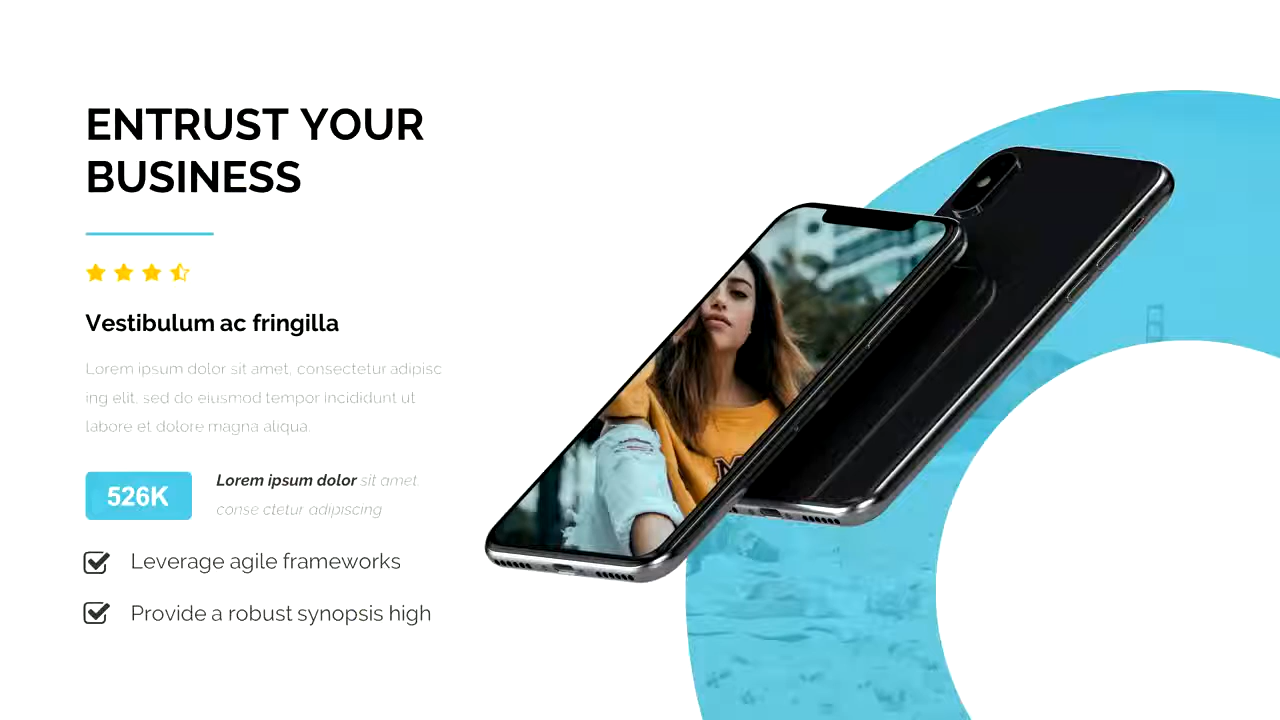 ENTRUST YOUR
BUSINESS
Vestibulum ac fringilla
Lorem ipsum dolor sit amet, consectetur adipisc
ing elit, sed do eiusmod tempor incididunt ut
labore et dolore magna aliqua.
526K
Lorem ipsum dolor sit amet,
conse ctetur adipiscing
Leverage agile frameworks
Provide a robust synopsis high